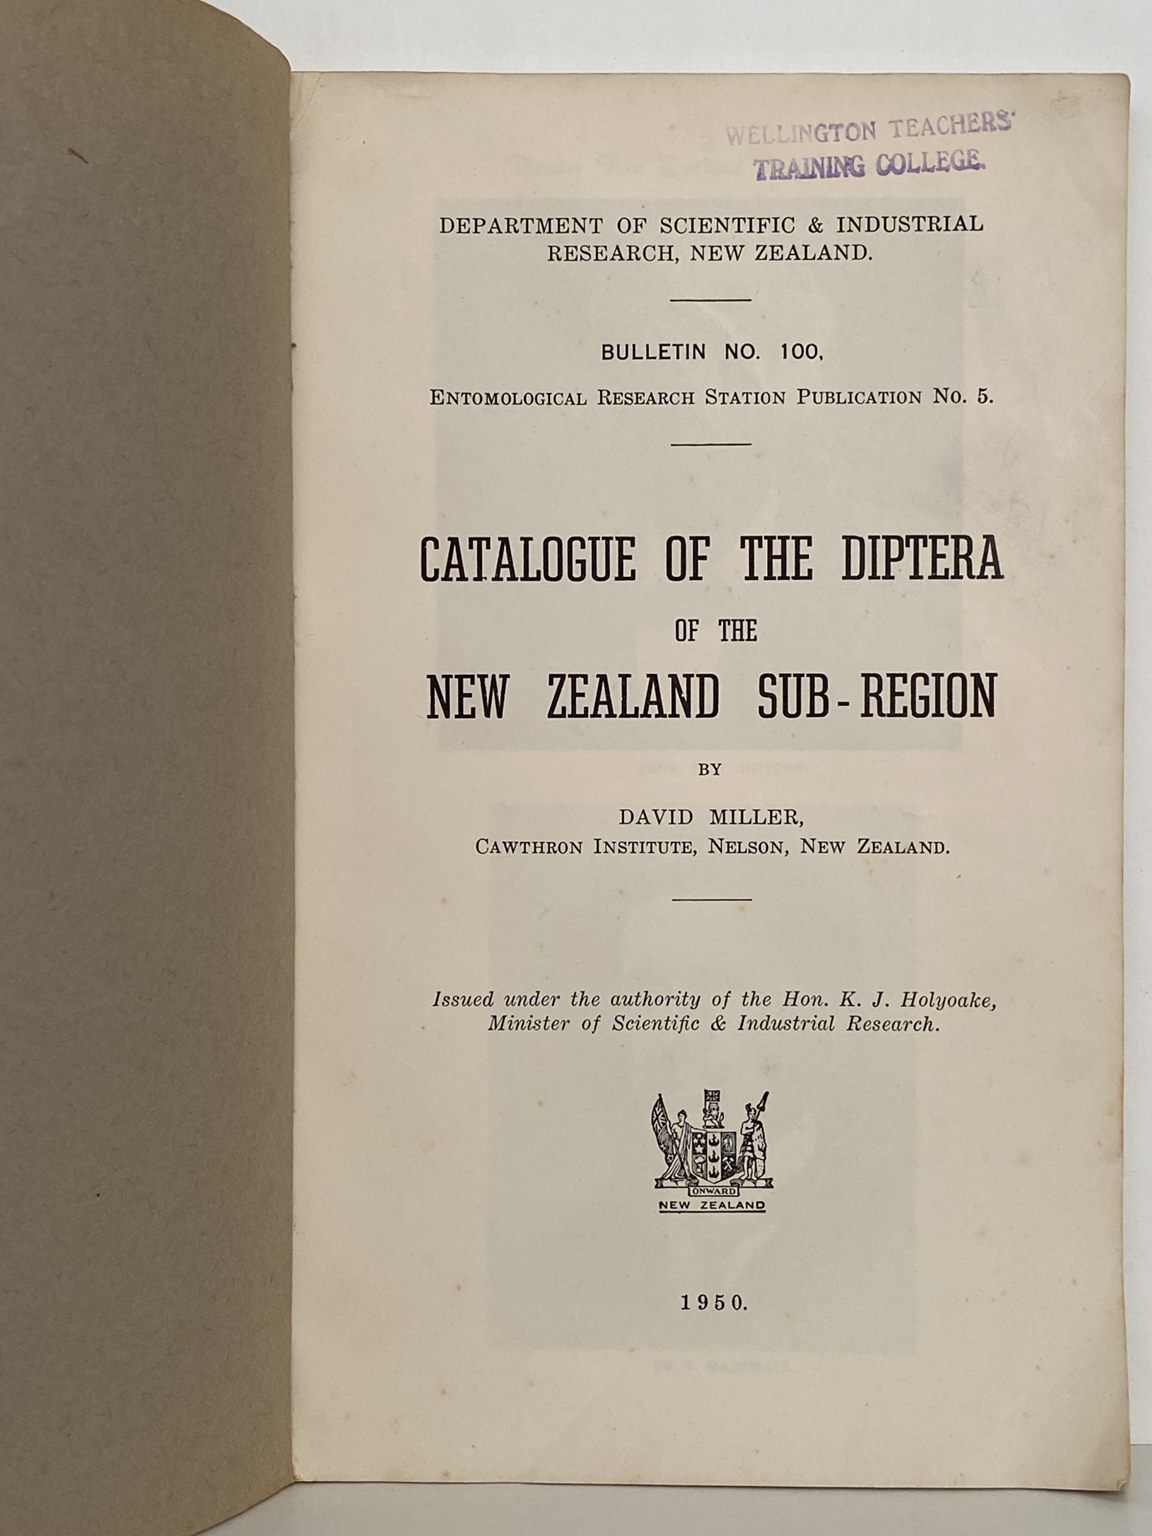 WELLINGTON TEACHERS'
TRAINING COLLEGE.
DEPARTMENT OF SCIENTIFIC & INDUSTRIAL
RESEARCH, NEW ZEALAND.
BULLETIN NO. 100,
ENTOMOLOGICAL RESEARCH STATION PUBLICATION NO. 5.
CATALOGUE OF THE DIPTERA
OF THE
NEW ZEALAND SUB-REGION
BY
DAVID MILLER,
CAWTHRON INSTITUTE, NELSON, NEW ZEALAND.
Issued under the authority of the Hon. K. J. Holyoake,
Minister of Scientific & Industrial Research.
ONWARD
NEW ZEALAND
1950.